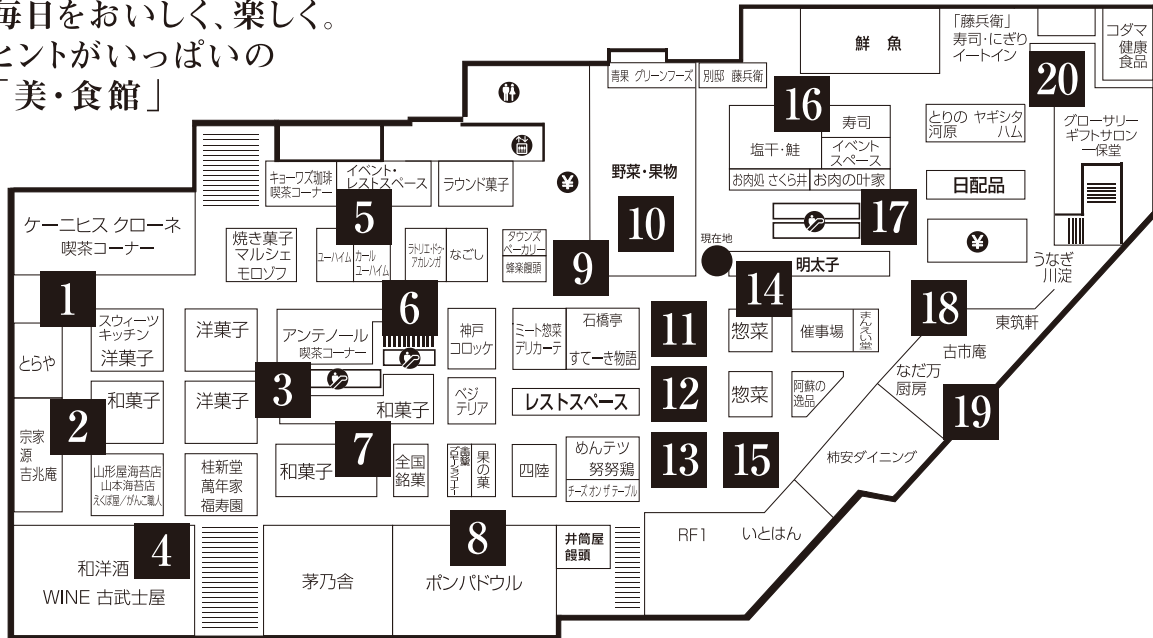 毎日をおいしく、楽しく。
ヒントがいっぱいの
「美・食館」
鮮 魚
「藤兵衛」
寿司・にぎり
イートイン
コダマ
健康
食品
20
青果 グリーンフーズ
別邸 藤兵衛
16
寿司
塩干・鮭
イベント
スペース
お肉処 さくら井
お肉の叶家
とりの ヤギシタ
河原 ハム
グローサリー
ギフトサロン
一保堂
日配品
17
¥
¥
野菜・果物
10
現在地
明太子
キョーワズ珈琲
喫茶コーナー
イベント・
レストスペース
ラウンド菓子
5
ケーニヒス クローネ
喫茶コーナー
焼き菓子
マルシェ
モロゾフ
ユーハイム
カール
ユーハイム
ラトリエ・ドゥ・
アカレンガ
なごし
タウンズ
ベーカリー
蜂楽饅頭
9
うなぎ
川淀
1
スウィーツ
キッチン
洋菓子
洋菓子
アンテノール
喫茶コーナー
6
神戸
コロッケ
ミート惣菜
デリカーテ
石橋亭
すてーき物語
11
14
惣菜
催事場
まんえい堂
18
東筑軒
古市庵
なだ万
厨房
19
とらや
2
和菓子
洋菓子
3
和菓子
ベジ
テリア
レストスペース
12
惣菜
阿蘇の
逸品
宗家
源
吉兆庵
山形屋海苔店
山本海苔店
えくぼ屋/がんこ職人
桂新堂
萬年家
福寿園
和菓子
7
全国
銘菓
果の菓
四陸
めんテツ
努努鶏
チーズ オン ザ テーブル
13
15
柿安ダイニング
4
和洋酒
WINE 古武士屋
茅乃舎
8
ポンパドウル
井筒屋
饅頭
RF1
いとはん